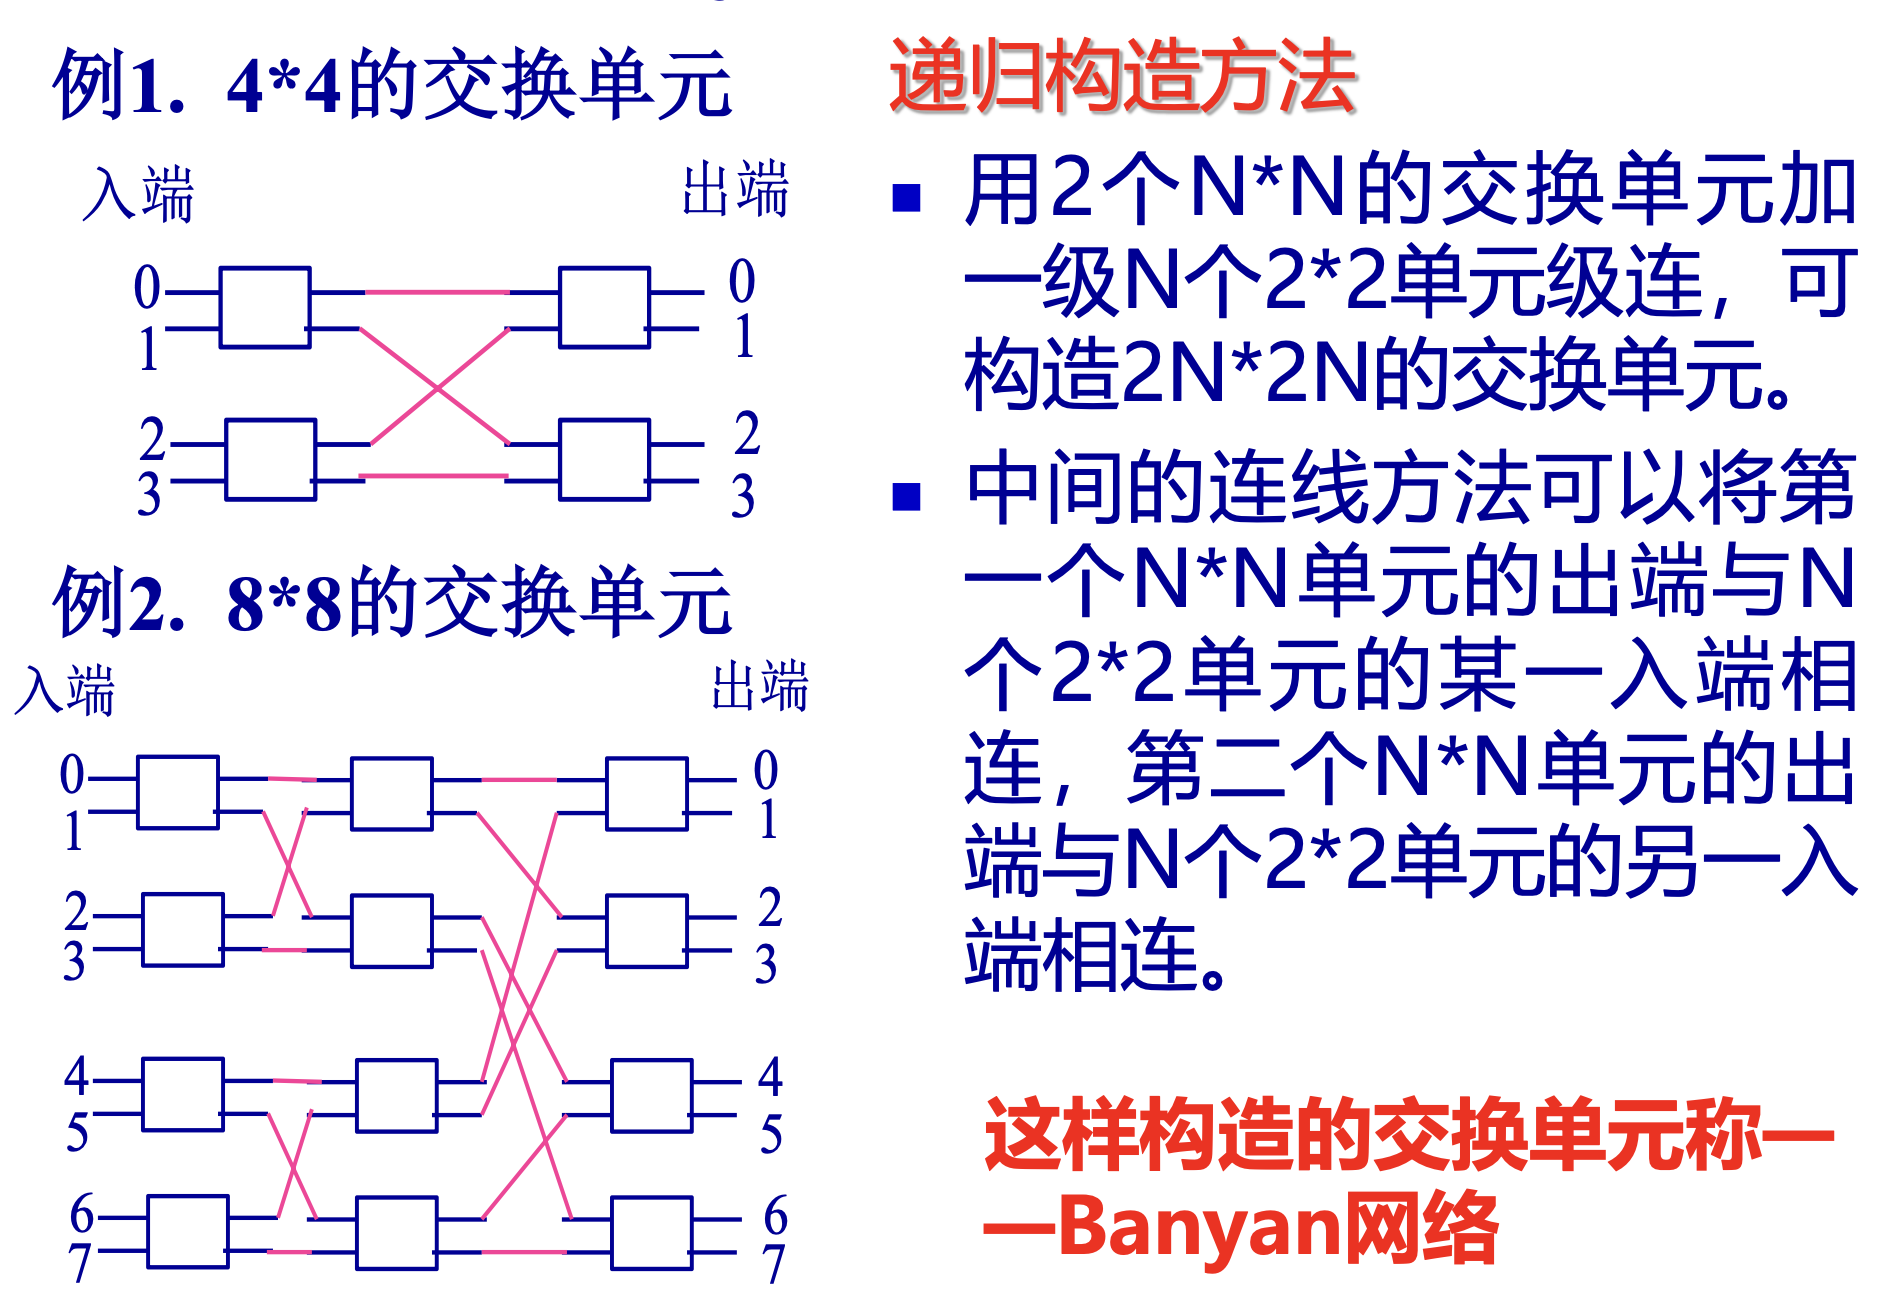 例1. 4*4的交换单元
入端 出端
0 0
1 1
2 2
3 3
例2. 8*8的交换单元
入端 出端
0 0
1 1
2 2
3 3
4 4
5 5
6 6
7 7
递归构造方法
■ 用2个N*N的交换单元加
一级N个2*2单元级连，可
构造2N*2N的交换单元。
■ 中间的连线方法可以将第
一个N*N单元的出端与N
个2*2单元的某一入端相
连，第二个N*N单元的出
端与N个2*2单元的另一入
端相连。
这样构造的交换单元称—
—Banyan网络